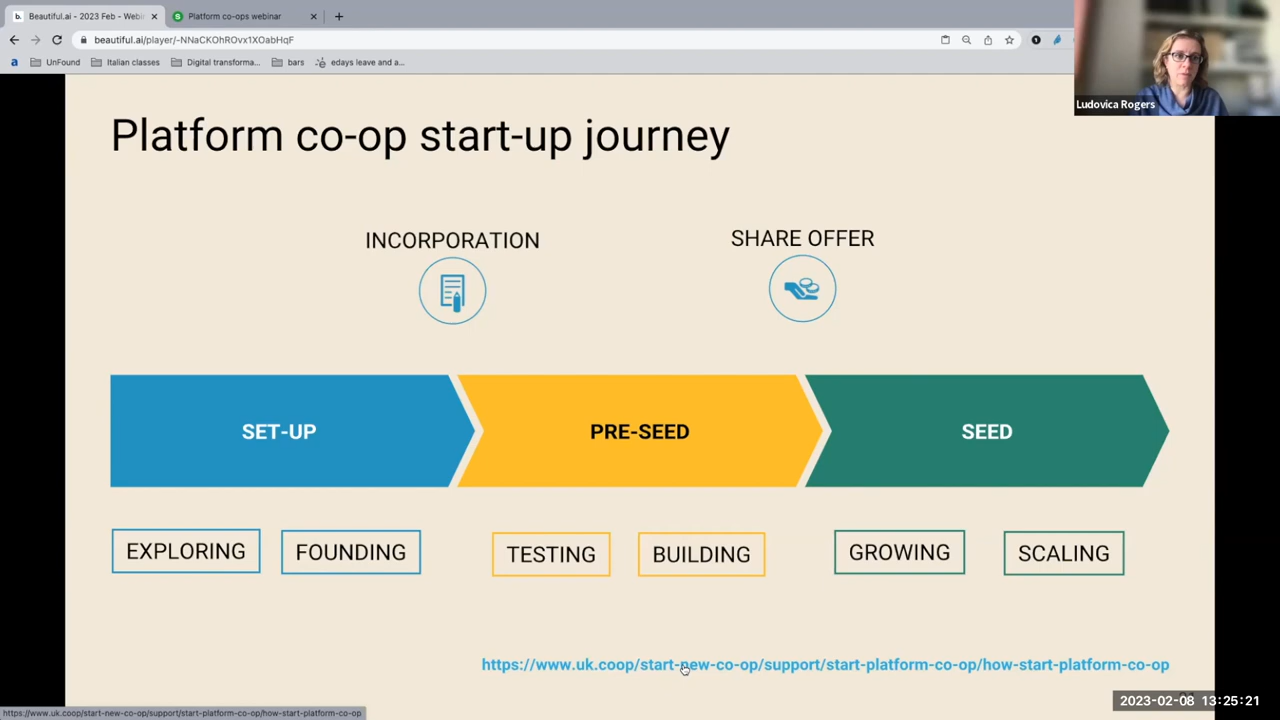 b. Beautiful.ai - 2023 Feb - Webin
S Platform co-ops webinar
beautiful.ai/player/-NNaCKOhROvx1XOabHqF
a UnFound Italian classes Digital transforma... bars edays leave and a...
Ludovica Rogers
Platform co-op start-up journey
INCORPORATION SHARE OFFER
SET-UP PRE-SEED SEED
EXPLORING FOUNDING TESTING BUILDING GROWING SCALING
https://www.uk.coop/start-new-co-op/support/start-platform-co-op/how-start-platform-co-op
2023-02-08 13:25:21
https://www.uk.coop/start-new-co-op/support/start-platform-co-op/how-start-platform-co-op